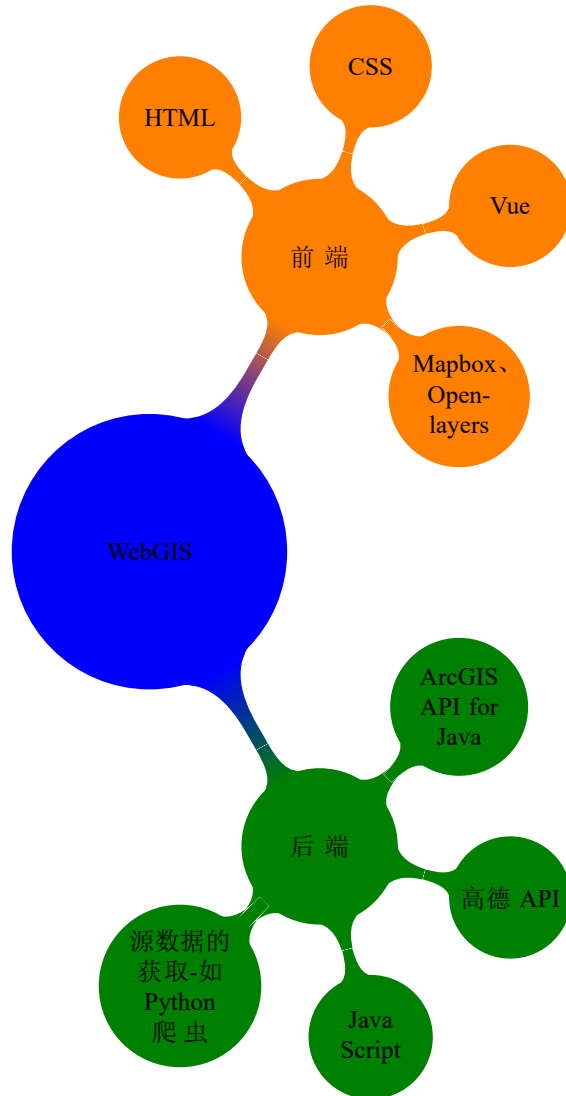 CSS
HTML
Vue
前 端
Mapbox、
Open-
layers
WebGIS
ArcGIS
API for
Java
后 端
高德 API
源数据的
获取-如
Python
爬 虫
Java
Script